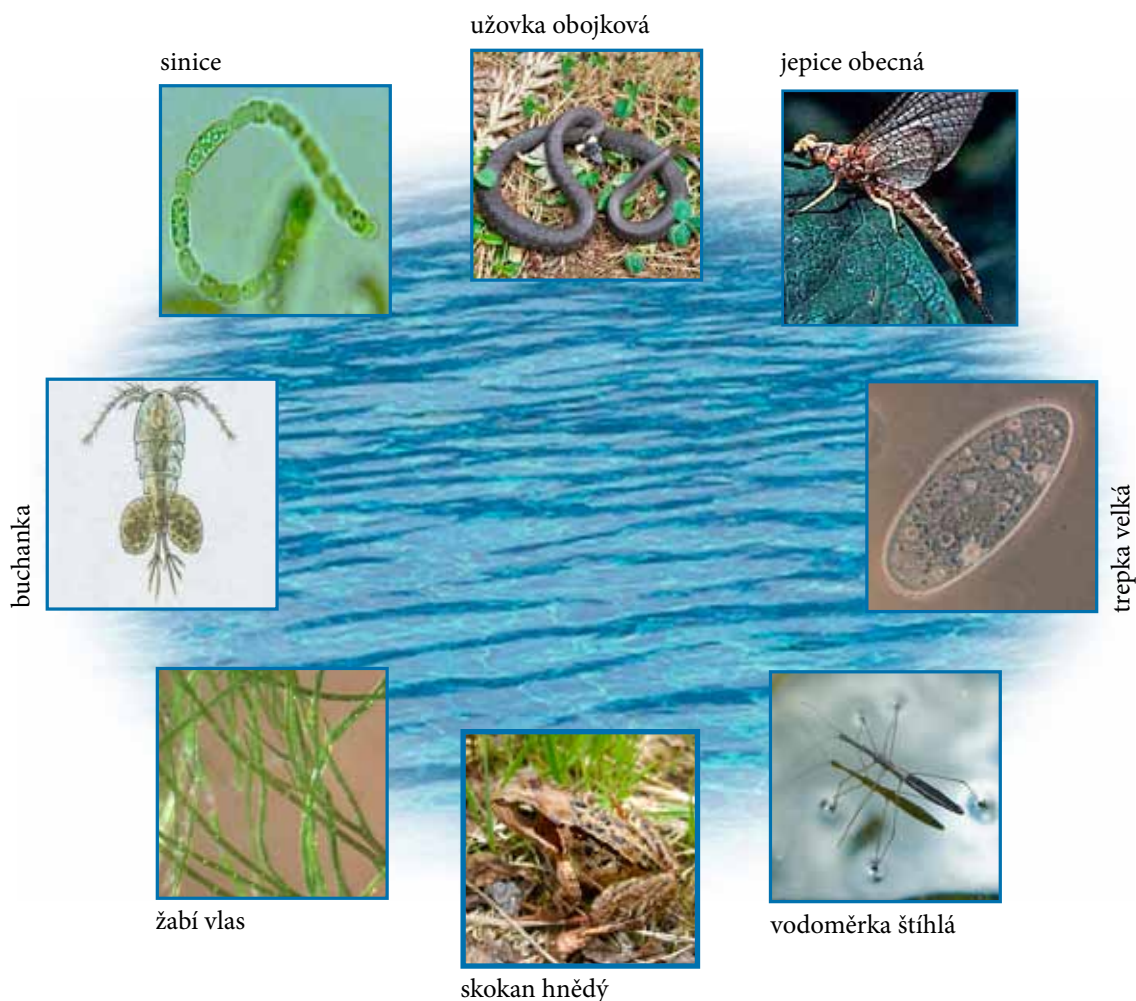 užovka obojková
sinice
jepice obecná
buchanka
trepka velká
žabí vlas
vodoměrka štíhlá
skokan hnědý